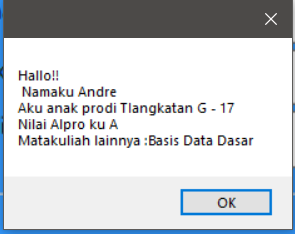 Hallo!!
Namaku Andre
Aku anak prodi TIangkatan G - 17
Nilai Alpro ku A
Matakuliah lainnya :Basis Data Dasar
OK